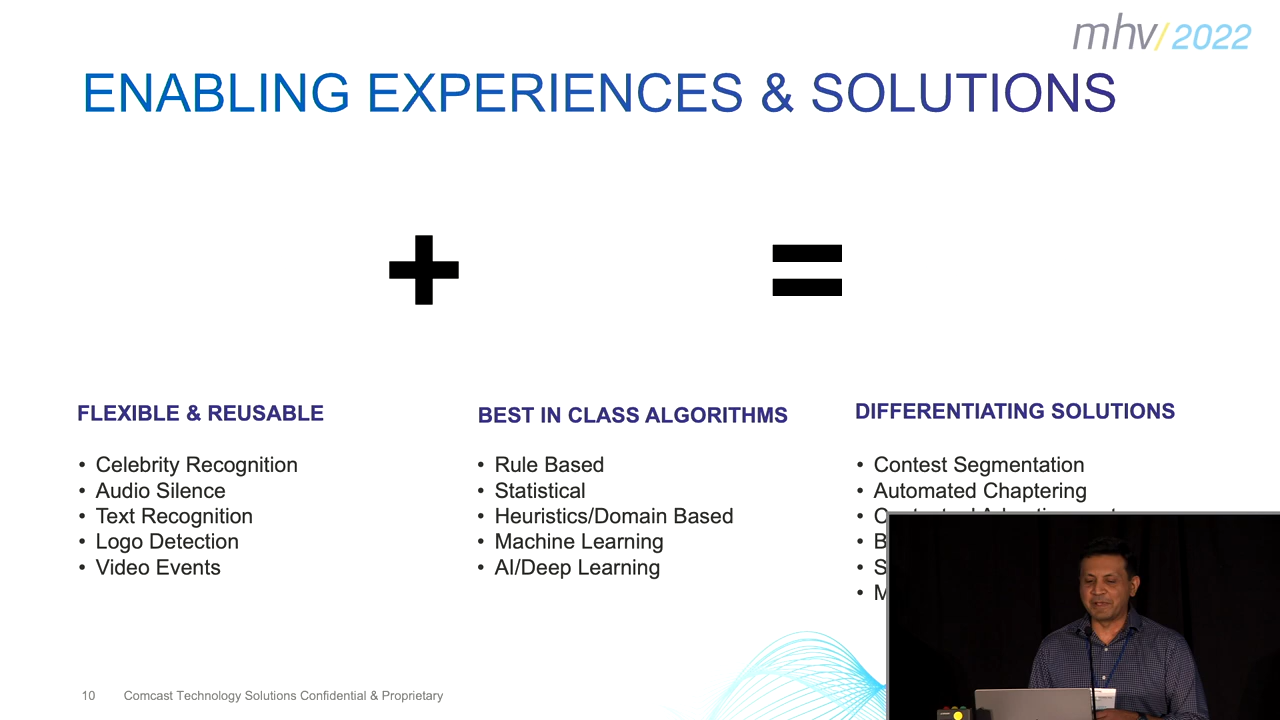 mhv/2022
ENABLING EXPERIENCES & SOLUTIONS
+
=
FLEXIBLE & REUSABLE
• Celebrity Recognition
• Audio Silence
• Text Recognition
• Logo Detection
• Video Events
BEST IN CLASS ALGORITHMS
• Rule Based
• Statistical
• Heuristics/Domain Based
• Machine Learning
• AI/Deep Learning
DIFFERENTIATING SOLUTIONS
• Contest Segmentation
• Automated Chaptering
10 Comcast Technology Solutions Confidential & Proprietary